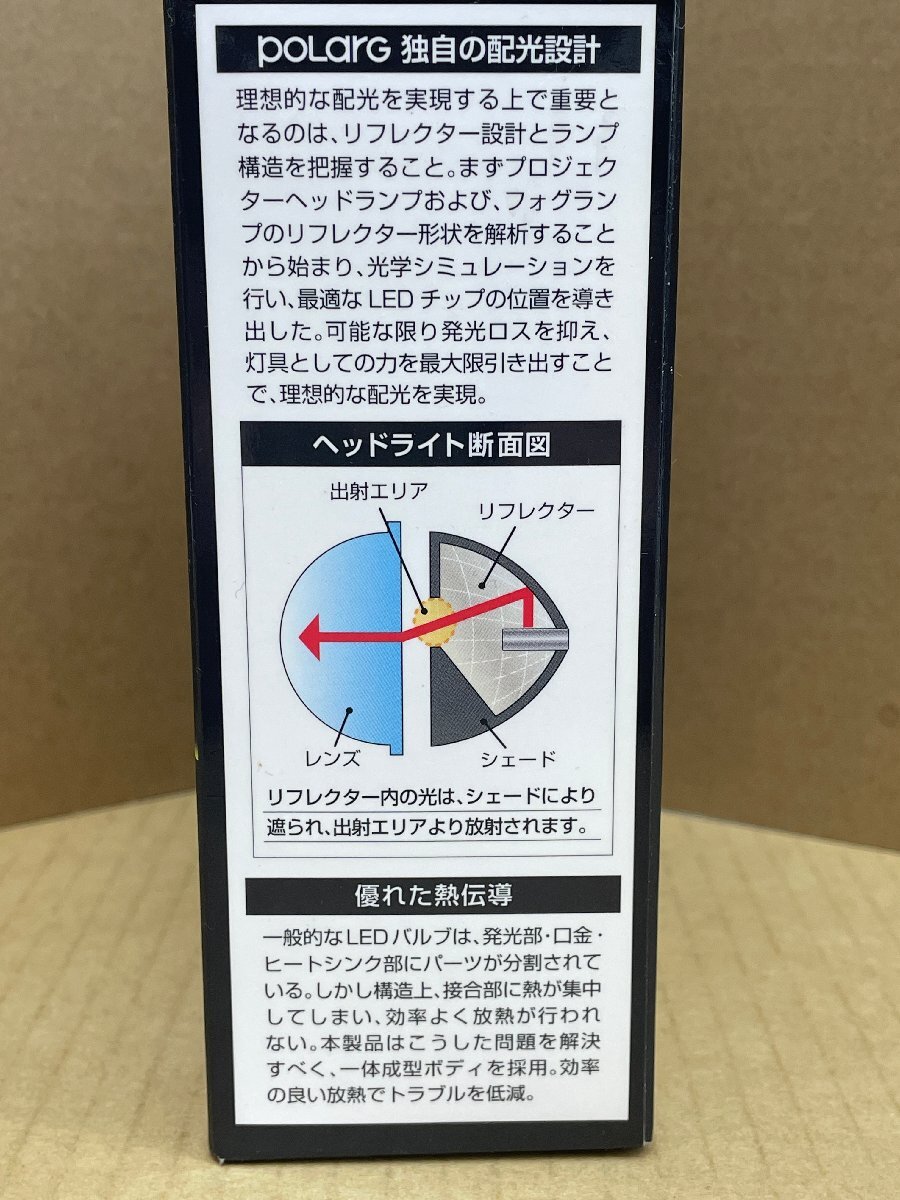 POLARG 独自の配光設計
理想的な配光を実現する上で重要と
なるのは、リフレクター設計とランプ
構造を把握すること。まずプロジェク
ターヘッドランプおよび、フォグラン
プのリフレクター形状を解析すること
から始まり、光学シミュレーションを
行い、最適なLEDチップの位置を導き
出した。可能な限り発光ロスを抑え、
灯具としての力を最大限引き出すこと
で、理想的な配光を実現。
ヘッドライト断面図
出射エリア
リフレクター
レンズ
シェード
リフレクター内の光は、シェードにより
遮られ、出射エリアより放射されます。
優れた熱伝導
一般的なLEDバルブは、発光部・口金・
ヒートシンク部にパーツが分割されて
いる。しかし構造上、接合部に熱が集中
してしまい、効率よく放熱が行われ
ない。本製品はこうした問題を解決
すべく、一体成型ボディを採用。効率
の良い放熱でトラブルを低減。